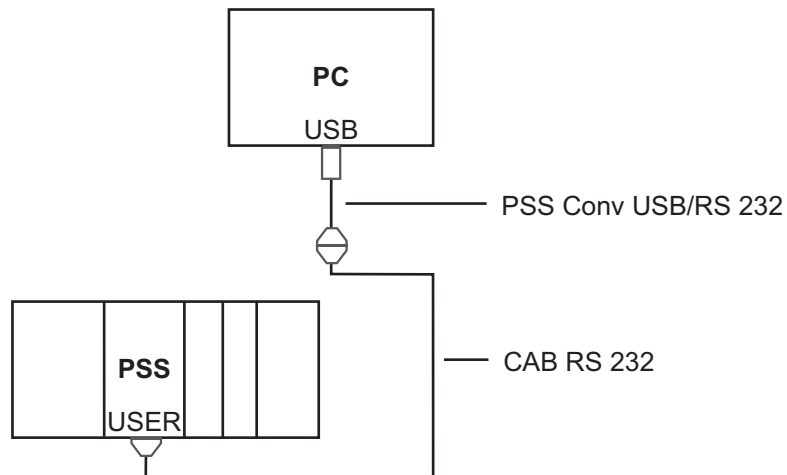 PC
USB
PSS Conv USB/RS 232
PSS
CAB RS 232
USER